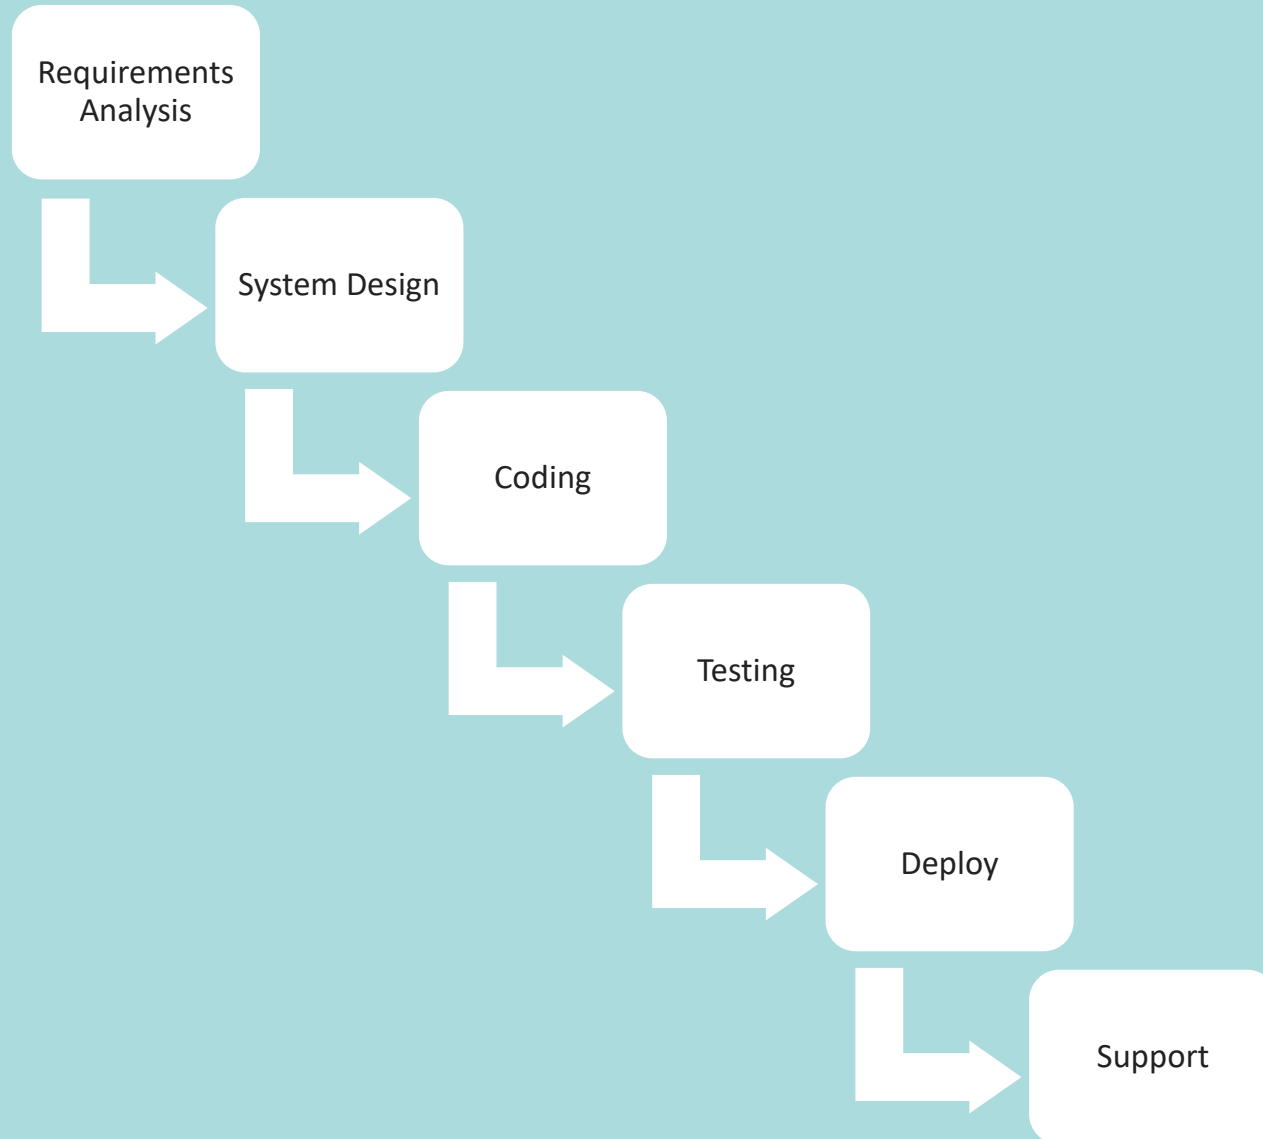 Requirements
Analysis
System Design
Coding
Testing
Deploy
Support